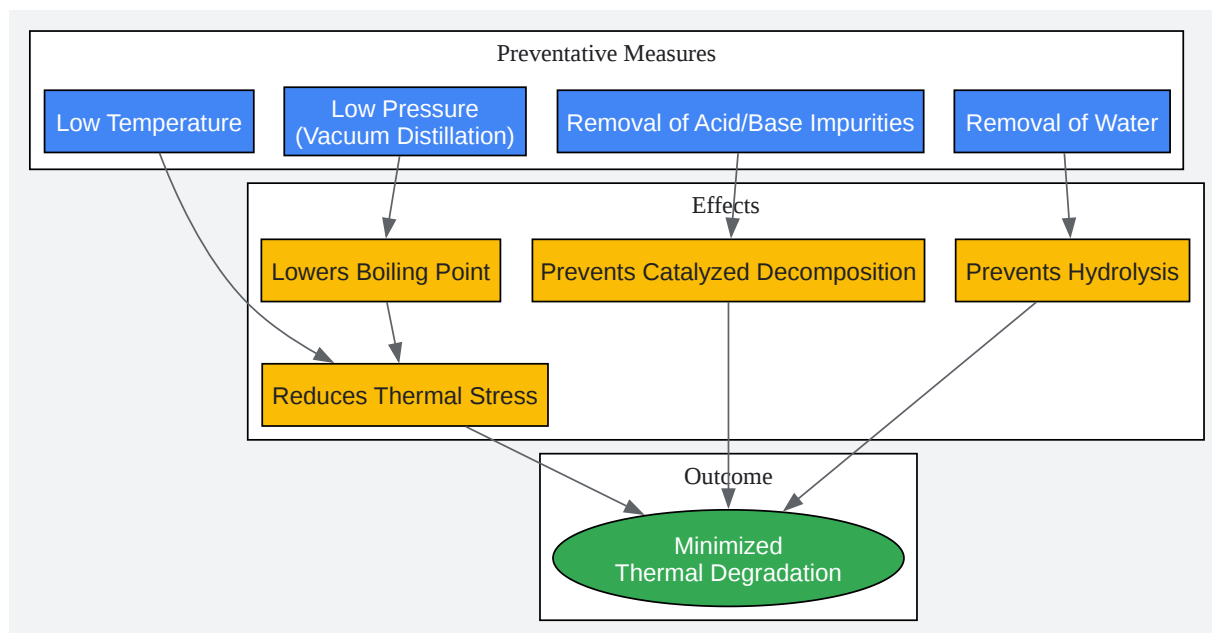 Preventative Measures
Low Temperature
Low Pressure
(Vacuum Distillation)
Removal of Acid/Base Impurities
Removal of Water
Effects
Lowers Boiling Point
Prevents Catalyzed Decomposition
Prevents Hydrolysis
Reduces Thermal Stress
Outcome
Minimized
Thermal Degradation